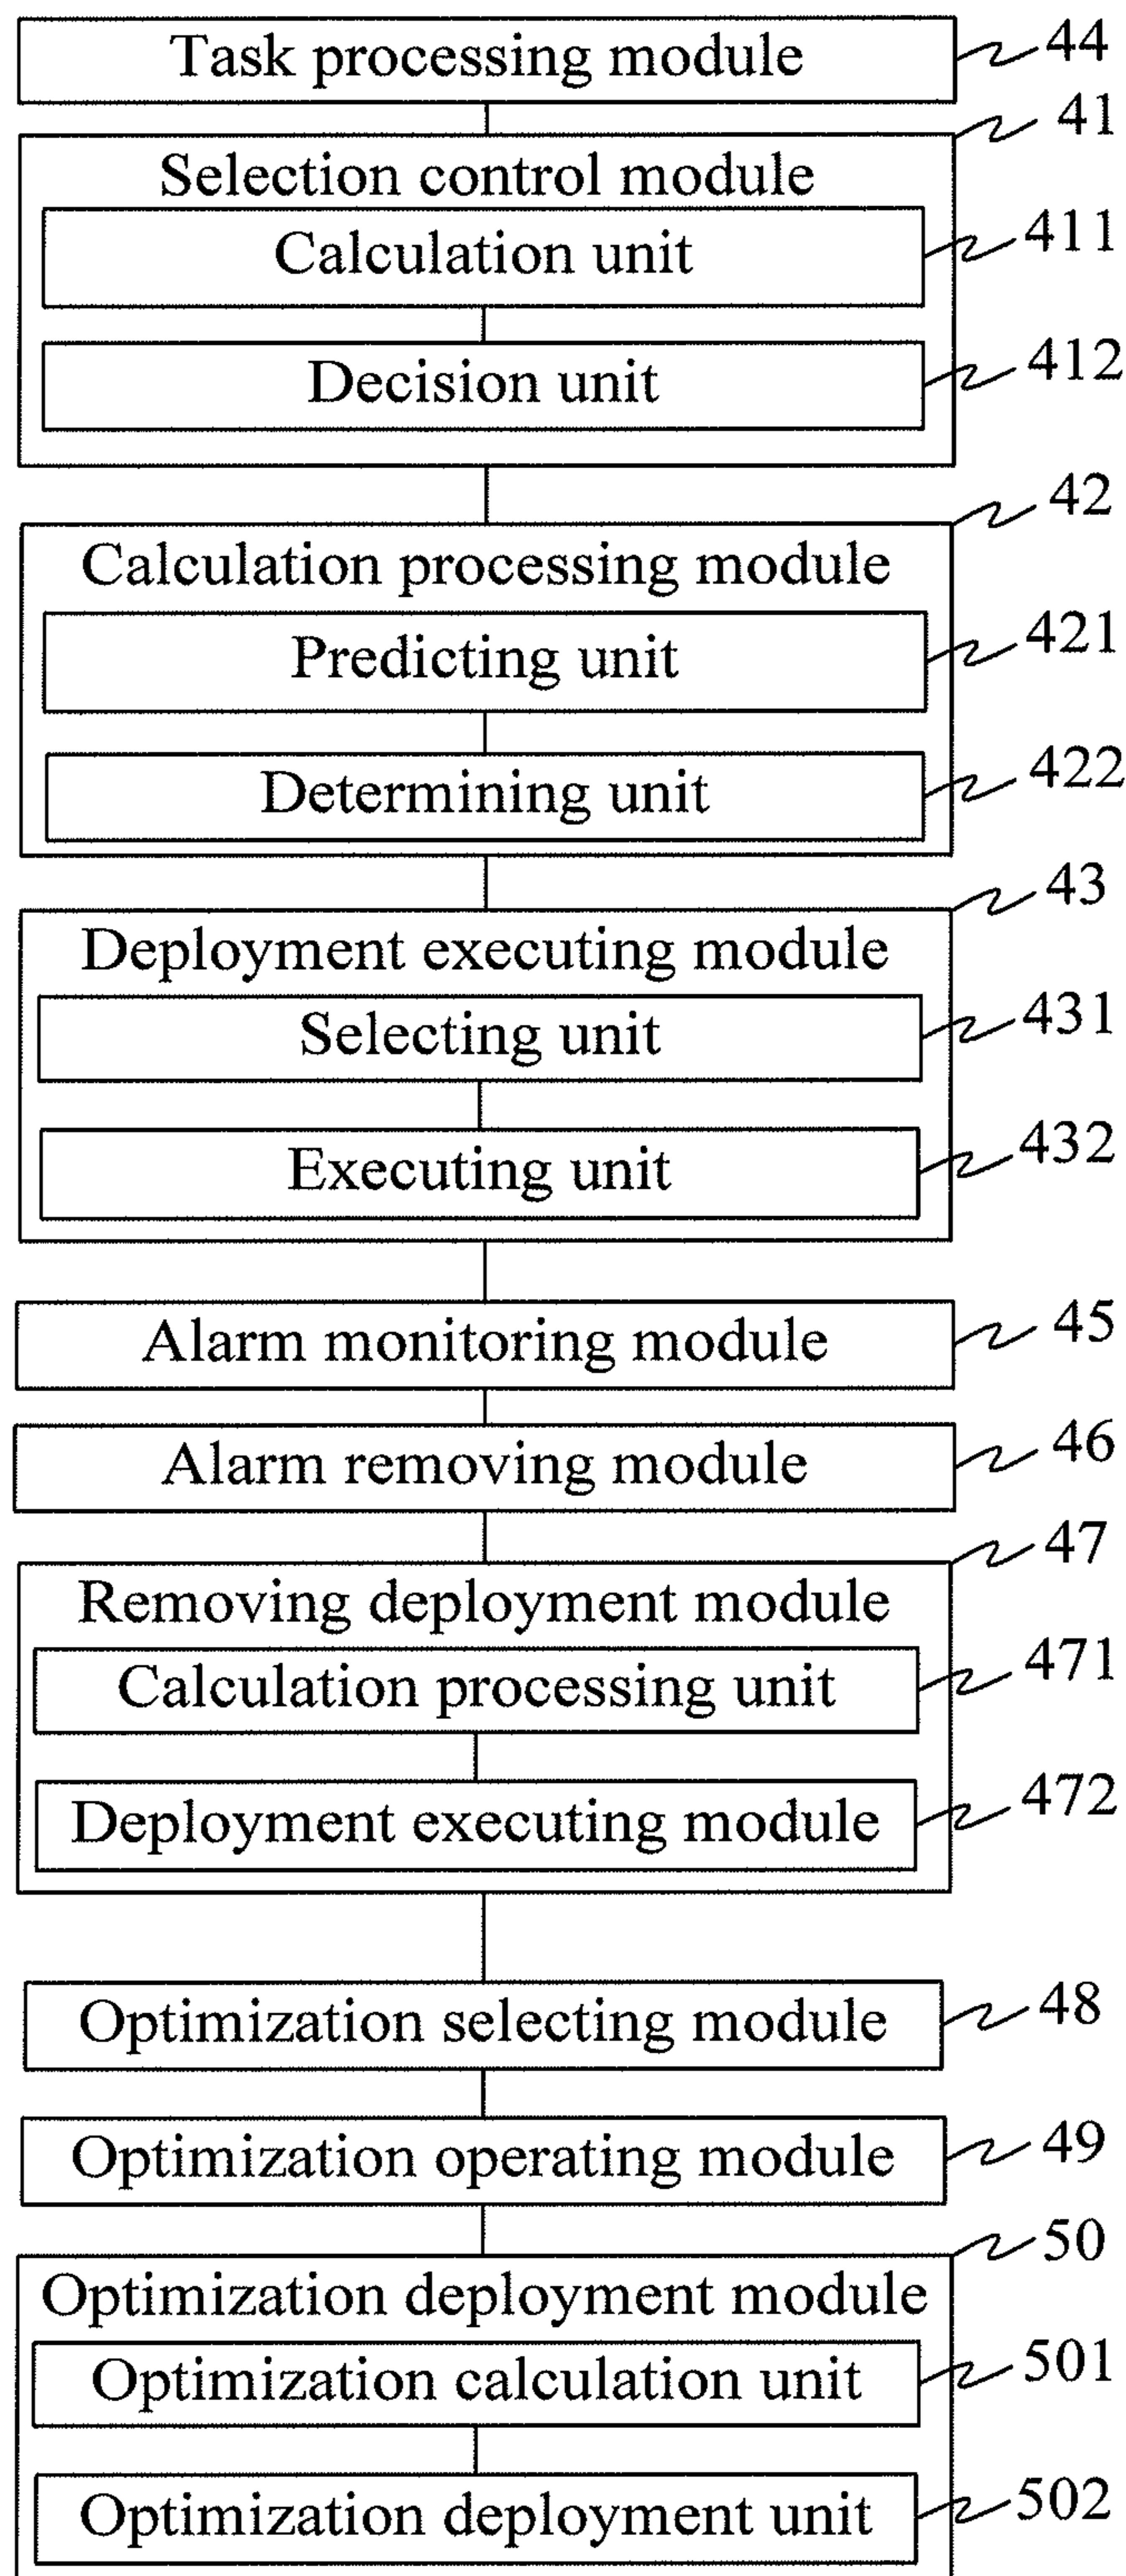 Task processing module 44
41
Selection control module
Calculation unit 411
Decision unit 412
42
Calculation processing module
Predicting unit 421
Determining unit 422
43
Deployment executing module
Selecting unit 431
Executing unit 432
Alarm monitoring module 45
Alarm removing module 46
47
Removing deployment module
Calculation processing unit 471
Deployment executing module 472
Optimization selecting module 48
Optimization operating module 49
50
Optimization deployment module
Optimization calculation unit 501
Optimization deployment unit 502